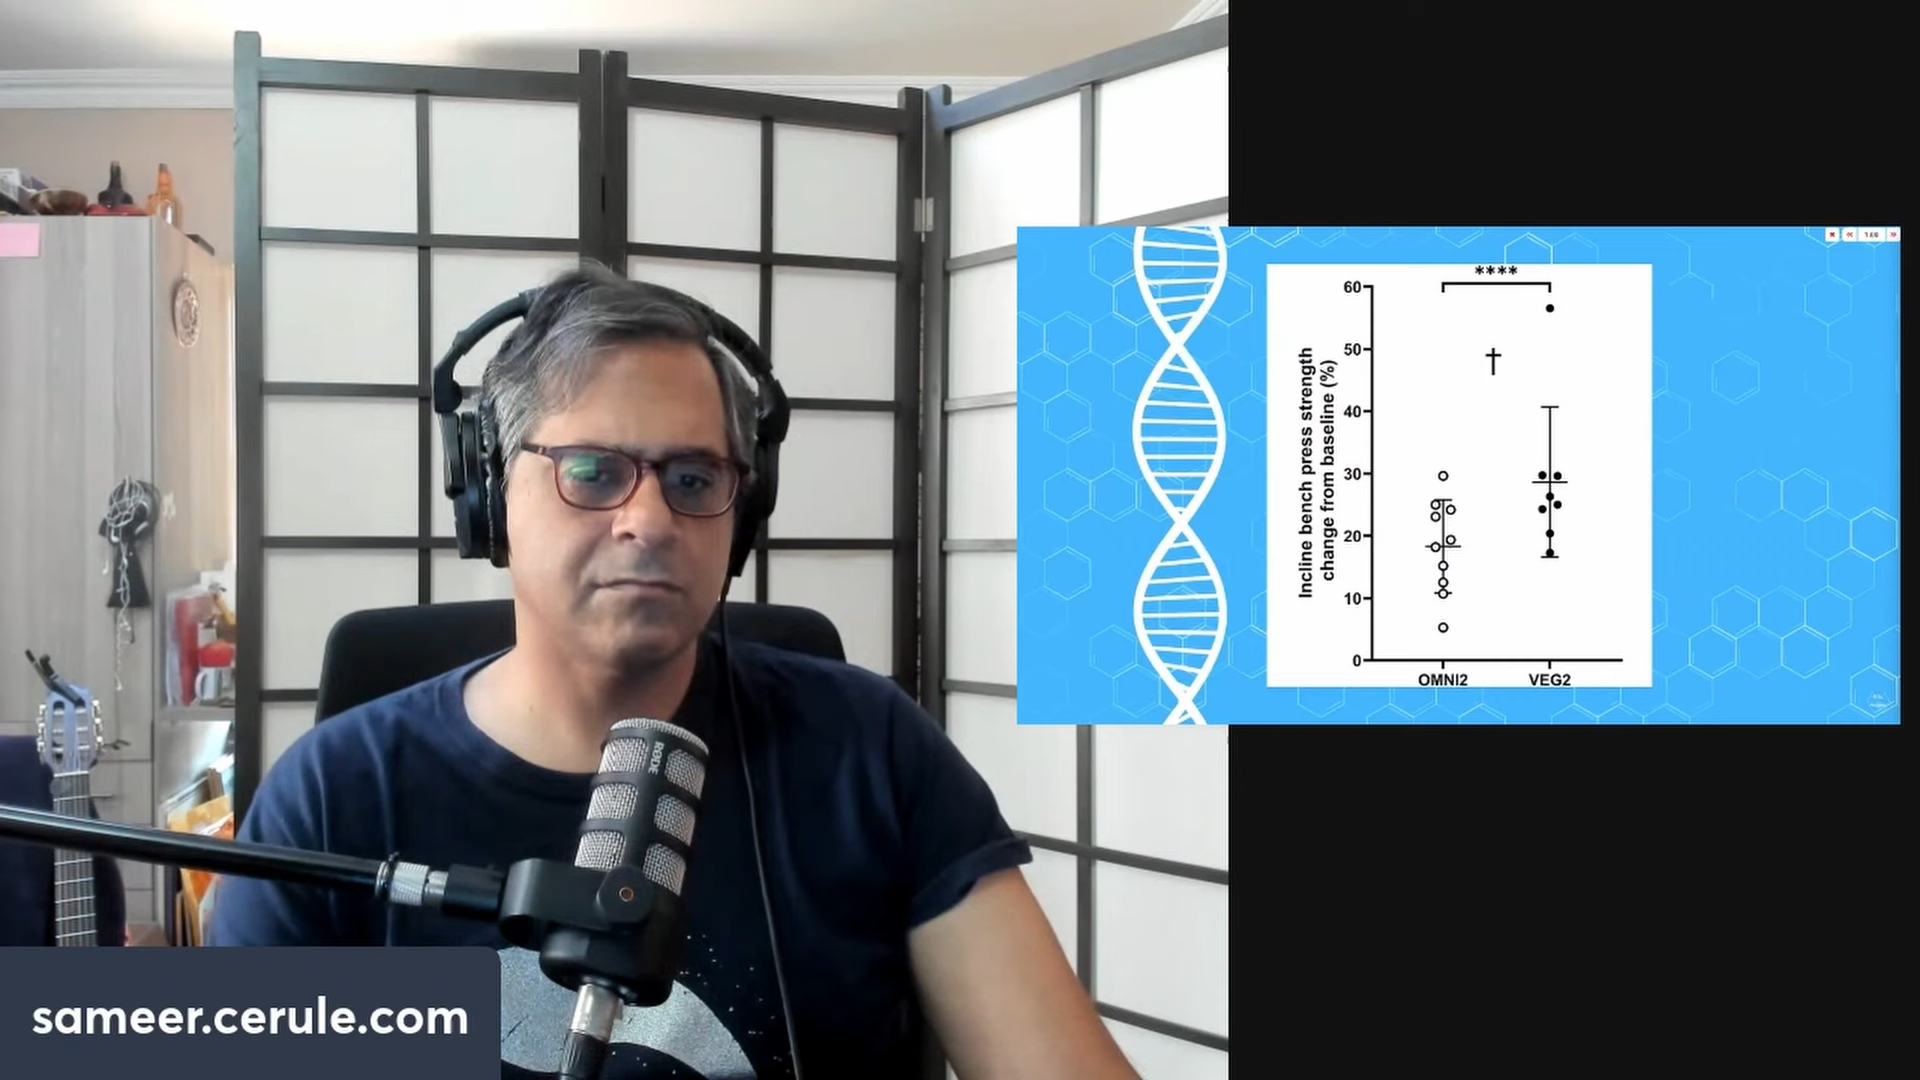 ****
60
50
†
40
30
20
10
0
Incline bench press strength
change from baseline (%)
OMNI2
VEG2
RØDE
sameer.cerule.com